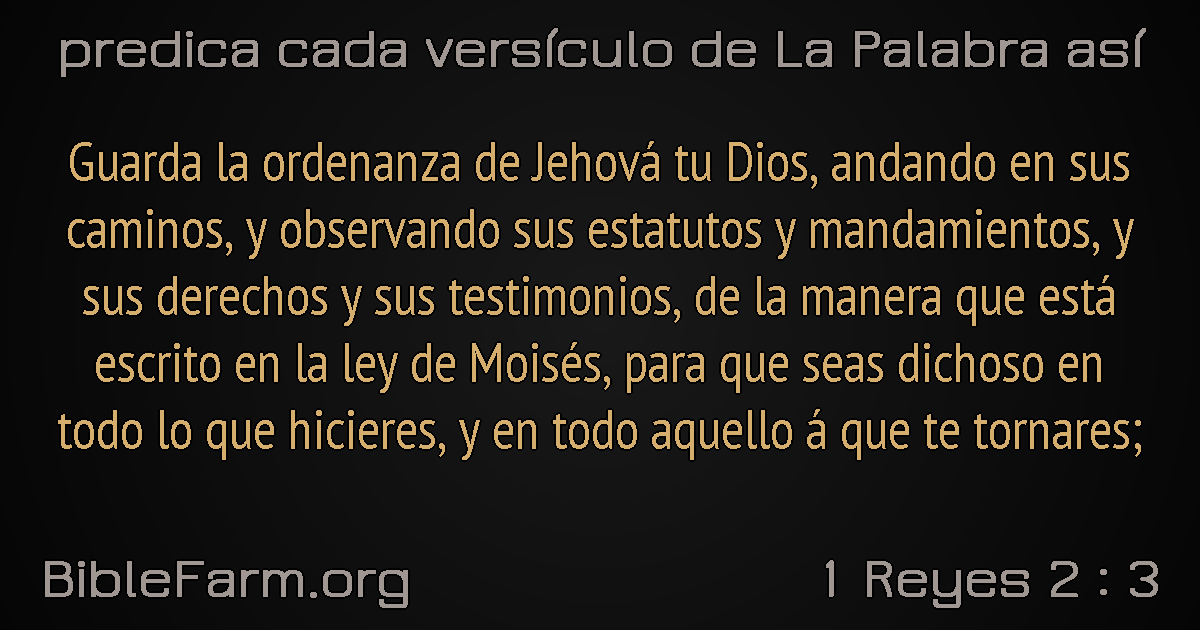 predica cada versículo de La Palabra así
Guarda la ordenanza de Jehová tu Dios, andando en sus
caminos, y observando sus estatutos y mandamientos, y
sus derechos y sus testimonios, de la manera que está
escrito en la ley de Moisés, para que seas dichoso en
todo lo que hicieres, y en todo aquello á que te tornares;
BibleFarm.org
1 Reyes 2 : 3